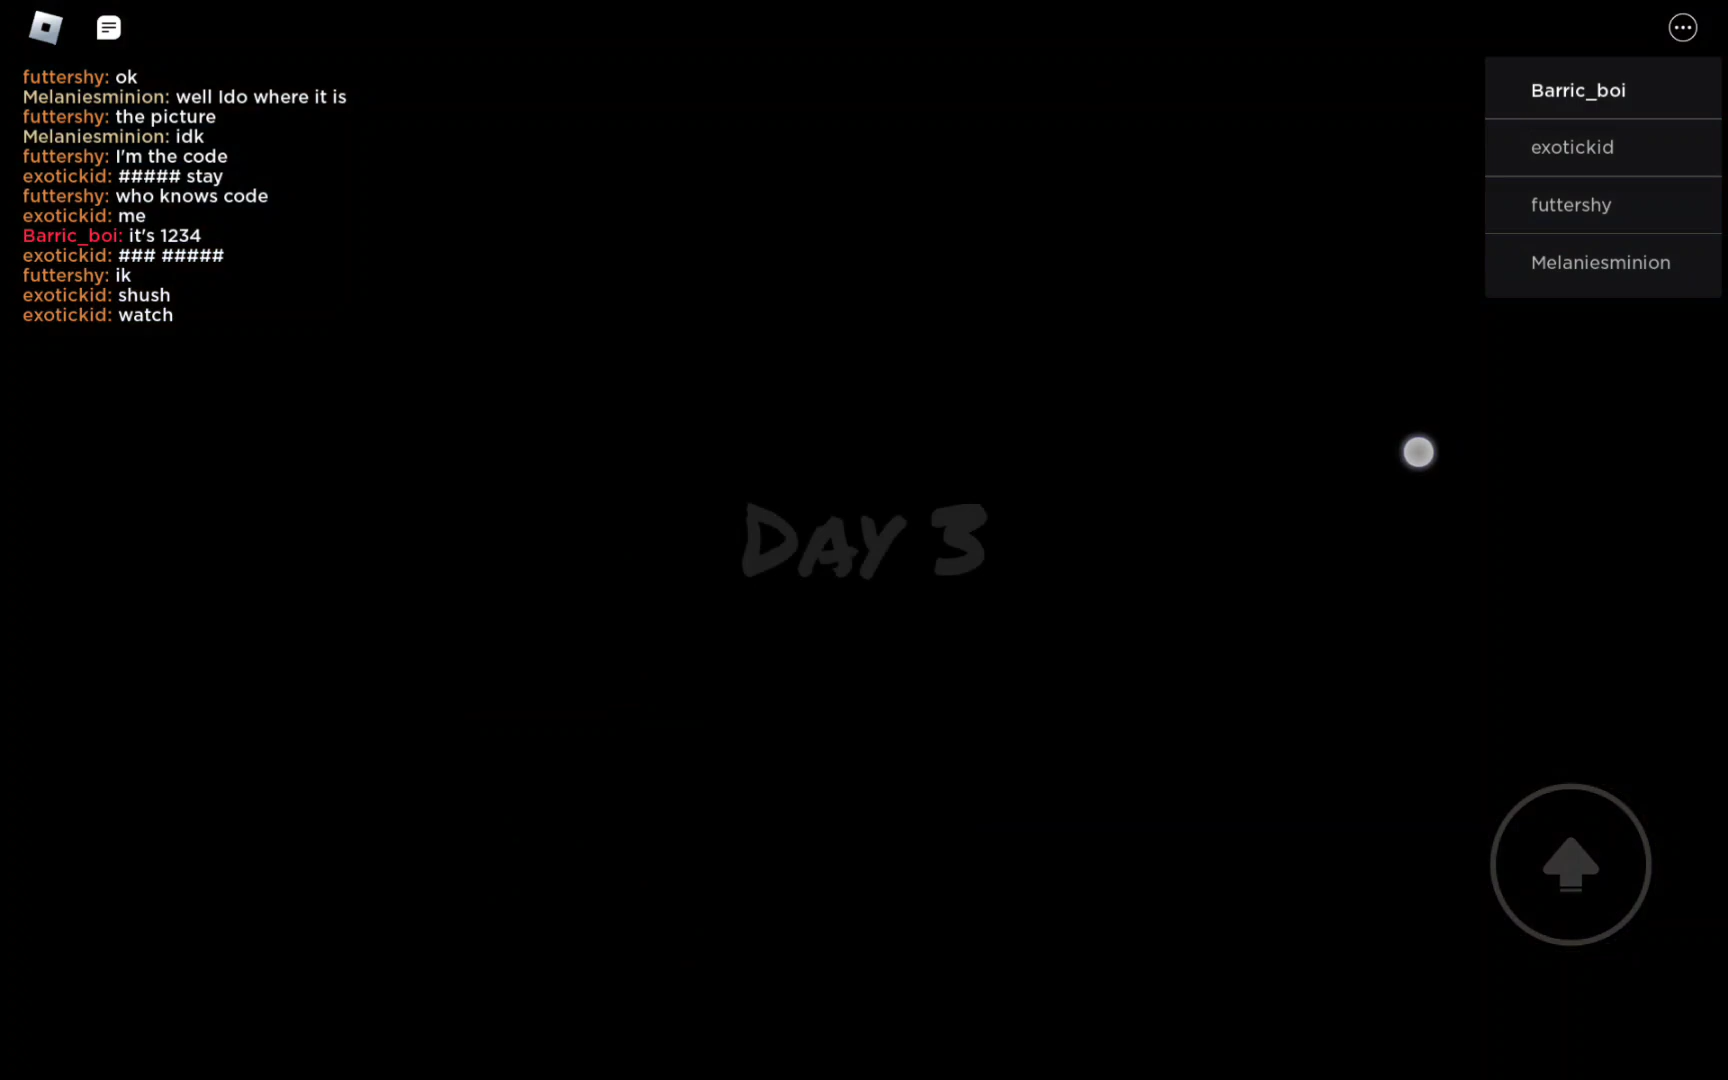 futtershy: ok
Melaniesminion: well Ido where it is
futtershy: the picture
Melaniesminion: idk
futtershy: I'm the code
exotickid: ##### stay
futtershy: who knows code
exotickid: me
Barric_boi: it's 1234
exotickid: ### #####
futtershy: ik
exotickid: shush
exotickid: watch
Barric_boi
exotickid
futtershy
Melaniesminion
DAY 3